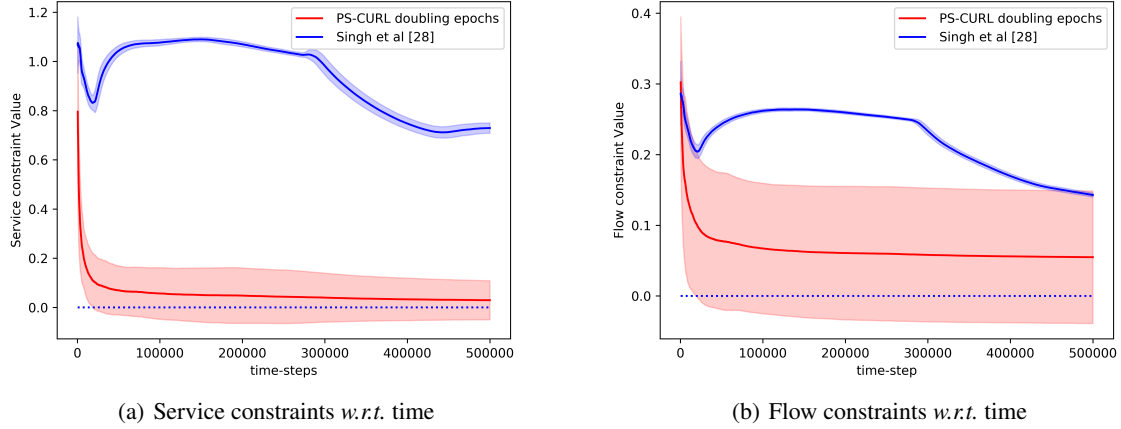 PS-CURL doubling epochs
Singh et al [28]
Service constraint Value
1.2
1.0
0.8
0.6
0.4
0.2
0.0
0 100000 200000 300000 400000 500000
time-steps
(a) Service constraints w.r.t. time
PS-CURL doubling epochs
Singh et al [28]
Flow constraint Value
0.4
0.3
0.2
0.1
0.0
0 100000 200000 300000 400000 500000
time-step
(b) Flow constraints w.r.t. time